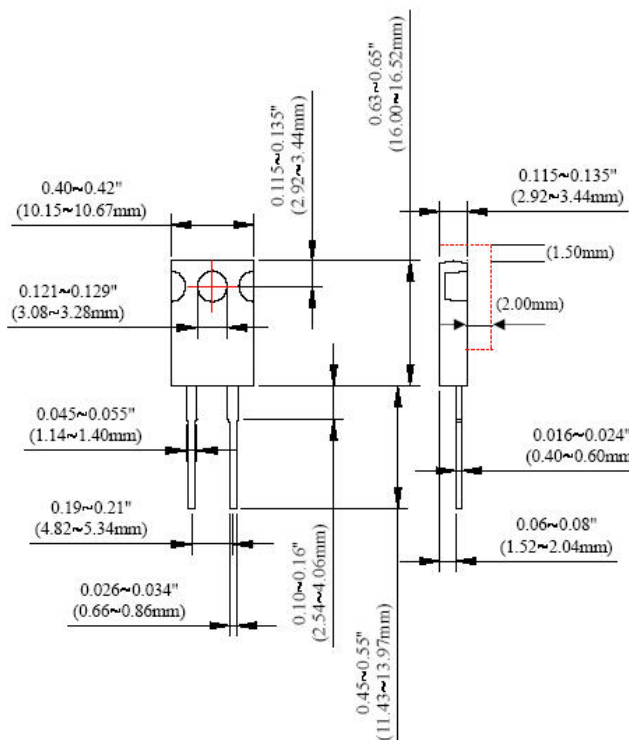 0.63~0.65"
(16.00~16.52mm)
0.115~0.135"
(2.92~3.44mm)
0.40~0.42"
(10.15~10.67mm)
0.115~0.135"
(2.92~3.44mm)
(1.50mm)
0.121~0.129"
(3.08~3.28mm)
(2.00mm)
0.045~0.055"
(1.14~1.40mm)
0.016~0.024"
(0.40~0.60mm
0.19~0.21"
(4.82~5.34mm)
0.10~0.16"
(2.54~4.06mm)
0.06~0.08"
(1.52~2.04mm)
0.026~0.034"
(0.66~0.86mm)
0.45~0.55"
(11.43~13.97mm)